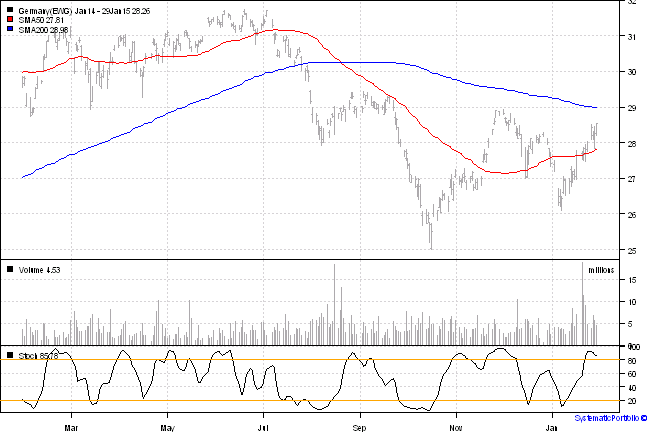 Germany(EWG) Jan14 - 29Jan15 28.26
SMA50 27.81
SMA200 28.98
32
31
30
29
28
27
26
25
Volume 4.53
millions
15
10
5
0
Stoch 85.78
100
80
60
40
20
Mar
May
Jul
Sep
Nov
Jan
SystematicPortfolio ©